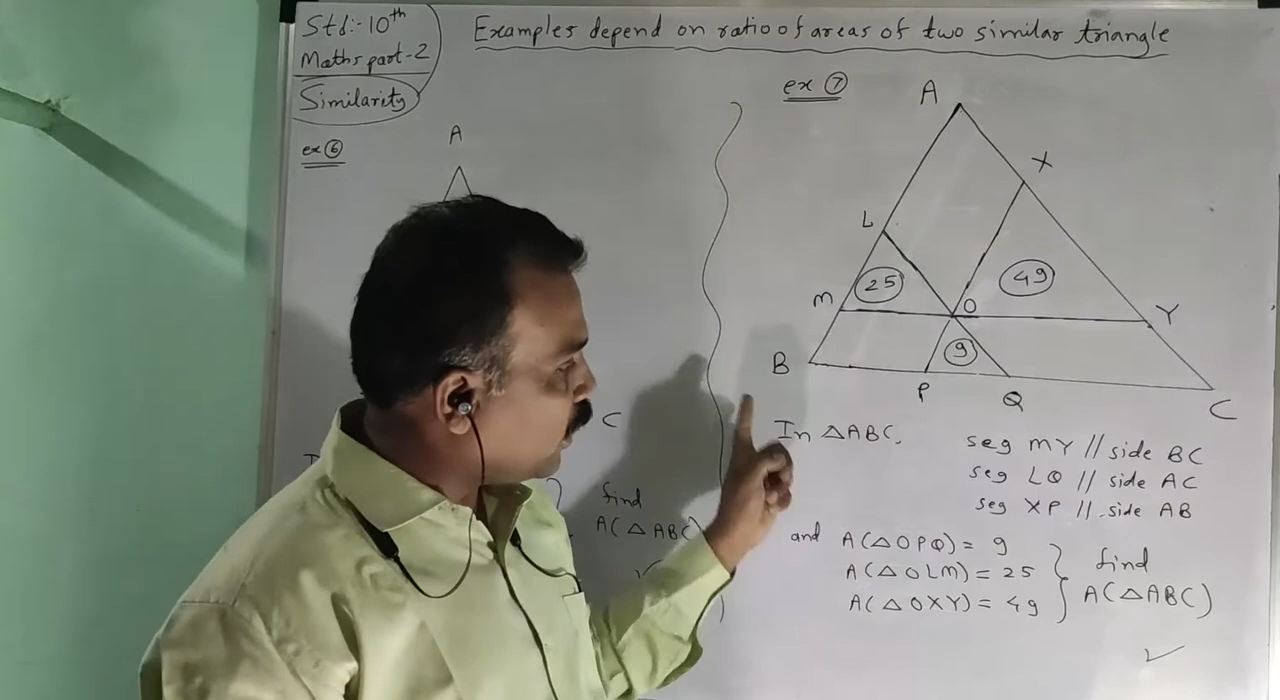 Std:- 10th
Maths part-2
Similarity
Examples depend on ratio of areas of two similar triangle
ex 6
A
C
find
A(△ABC)
ex 7
A
X
L
25
49
M
O
Y
9
B
P
Q
C
In △ABC,
seg MY // side BC
seg LQ // side AC
seg XP // side AB
and A(△OPQ) = 9
A(△OLM) = 25
A(△OXY) = 49
find
A(△ABC)